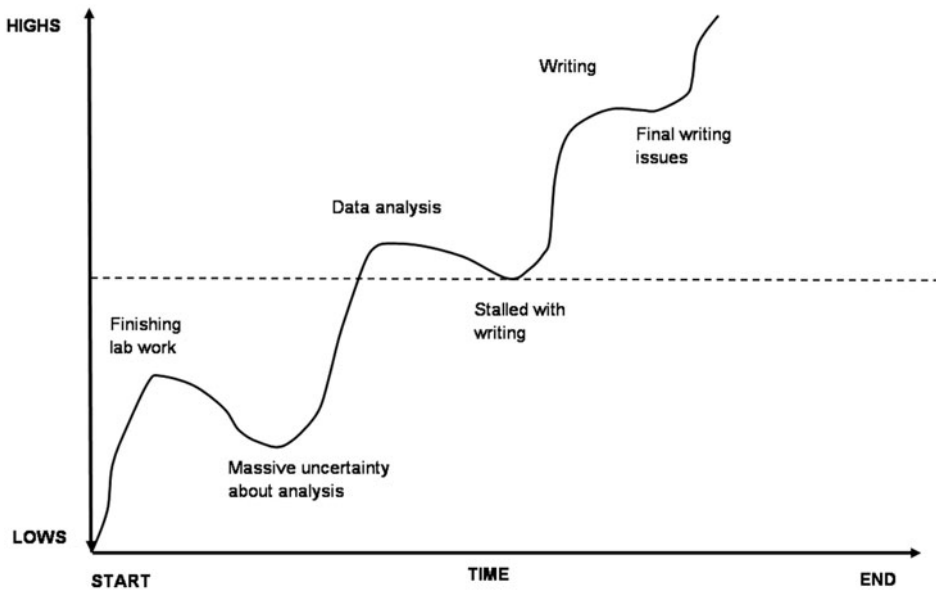 HIGHS
Writing
Final writing
issues
Data analysis
Stalled with
writing
Finishing
lab work
Massive uncertainty
about analysis
LOWS
START
TIME
END